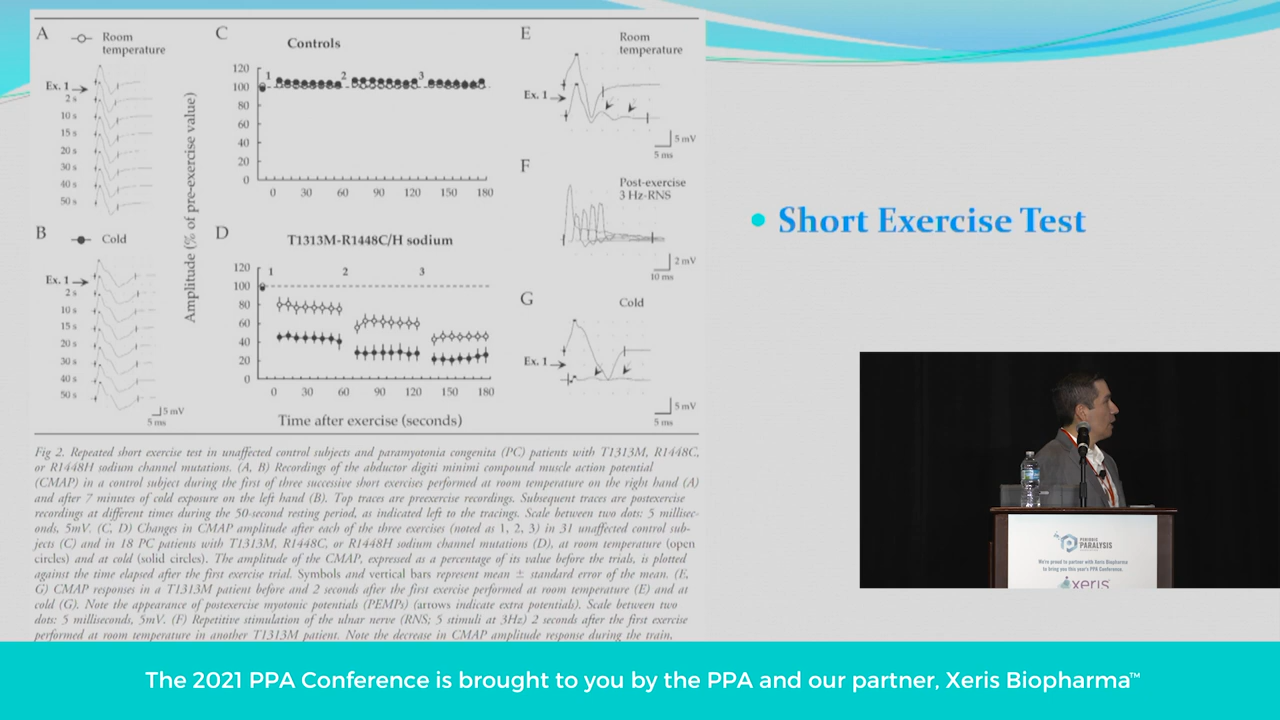 A
Room
temperature
Ex. 1
2 s
10 s
15 s
20 s
30 s
40 s
50 s
B
Cold
Ex. 1
2 s
10 s
15 s
20 s
30 s
40 s
50 s
5 mV
5 ms
Amplitude (% of pre-exercise value)
C
Controls
120
100
80
60
40
20
0
1
2
3
0 30 60 90 120 150 180
D
T1313M-R1448C/H sodium
120
100
80
60
40
20
0
1
2
3
0 30 60 90 120 150 180
Time after exercise (seconds)
E
Room
temperature
Ex. 1
5 mV
5 ms
F
Post-exercise
3 Hz-RNS
2 mV
10 ms
G
Cold
Ex. 1
5 mV
5 ms
Fig 2. Repeated short exercise test in unaffected control subjects and paramyotonia congenita (PC) patients with T1313M, R1448C,
or R1448H sodium channel mutations. (A, B) Recordings of the abductor digiti minimi compound muscle action potential
(CMAP) in a control subject during the first of three successive short exercises performed at room temperature on the right hand (A)
and after 7 minutes of cold exposure on the left hand (B). Top traces are preexercise recordings. Subsequent traces are postexercise
recordings at different times during the 50-second resting period, as indicated left to the tracings. Scale between two dots: 5 millisec-
onds, 5mV. (C, D) Changes in CMAP amplitude after each of the three exercises (noted as 1, 2, 3) in 31 unaffected control sub-
jects (C) and in 18 PC patients with T1313M, R1448C, or R1448H sodium channel mutations (D), at room temperature (open
circles) and at cold (solid circles). The amplitude of the CMAP, expressed as a percentage of its value before the trials, is plotted
against the time elapsed after the first exercise trial. Symbols and vertical bars represent mean ± standard error of the mean. (E,
G) CMAP responses in a T1313M patient before and 2 seconds after the first exercise performed at room temperature (E) and at
cold (G). Note the appearance of postexercise myotonic potentials (PEMPs) (arrows indicate extra potentials). Scale between two
dots: 5 milliseconds, 5mV. (F) Repetitive stimulation of the ulnar nerve (RNS; 5 stimuli at 3Hz) 2 seconds after the first exercise
performed at room temperature in another T1313M patient. Note the decrease in CMAP amplitude response during the train,
• Short Exercise Test
PERIODIC
PARALYSIS
We're proud to partner with Xeris Biopharma
to bring you this year's PPA Conference.
xeris
The 2021 PPA Conference is brought to you by the PPA and our partner, Xeris Biopharma™